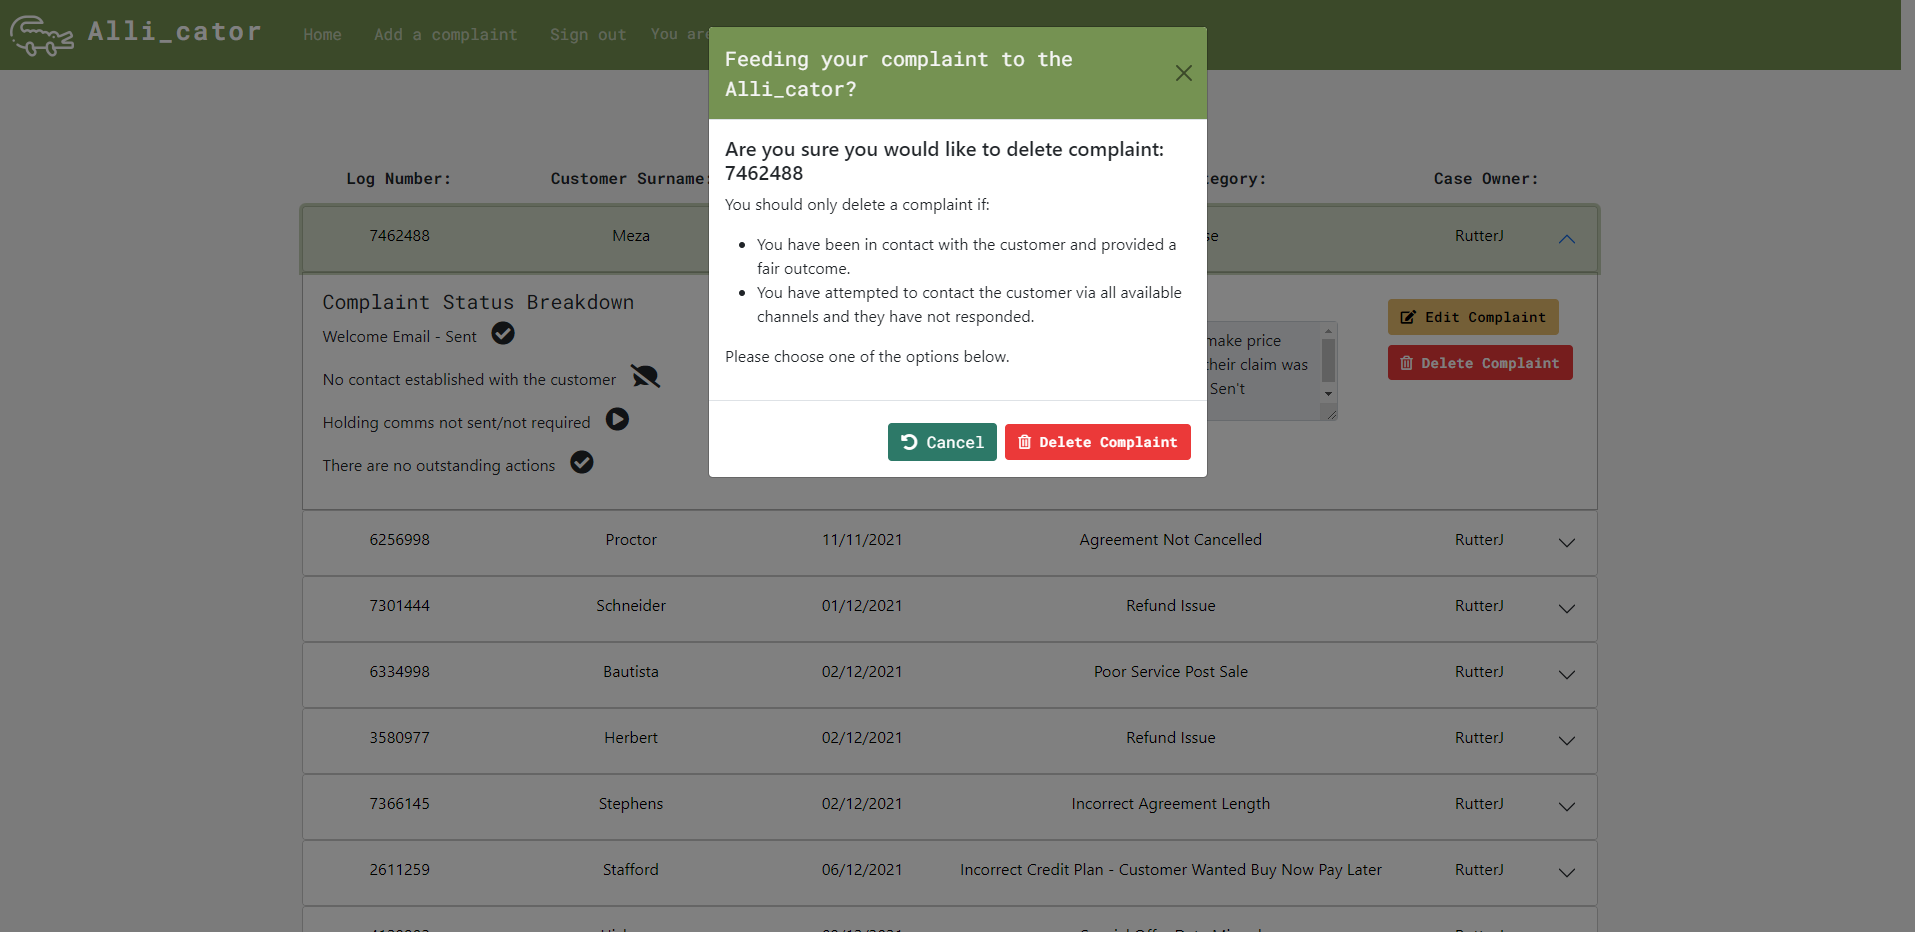 Alli_cator
Home Add a complaint Sign out You are
Feeding your complaint to the
Alli_cator?
Are you sure you would like to delete complaint:
7462488
You should only delete a complaint if:
You have been in contact with the customer and provided a
fair outcome.
You have attempted to contact the customer via all available
channels and they have not responded.
Please choose one of the options below.
Cancel Delete Complaint
Log Number: Customer Surname: Case Owner:
7462488 Meza RutterJ
Complaint Status Breakdown
Welcome Email - Sent
No contact established with the customer
Holding comms not sent/not required
There are no outstanding actions
make price
their claim was
Sen't
Edit Complaint
Delete Complaint
6256998 Proctor 11/11/2021 Agreement Not Cancelled RutterJ
7301444 Schneider 01/12/2021 Refund Issue RutterJ
6334998 Bautista 02/12/2021 Poor Service Post Sale RutterJ
3580977 Herbert 02/12/2021 Refund Issue RutterJ
7366145 Stephens 02/12/2021 Incorrect Agreement Length RutterJ
2611259 Stafford 06/12/2021 Incorrect Credit Plan - Customer Wanted Buy Now Pay Later RutterJ